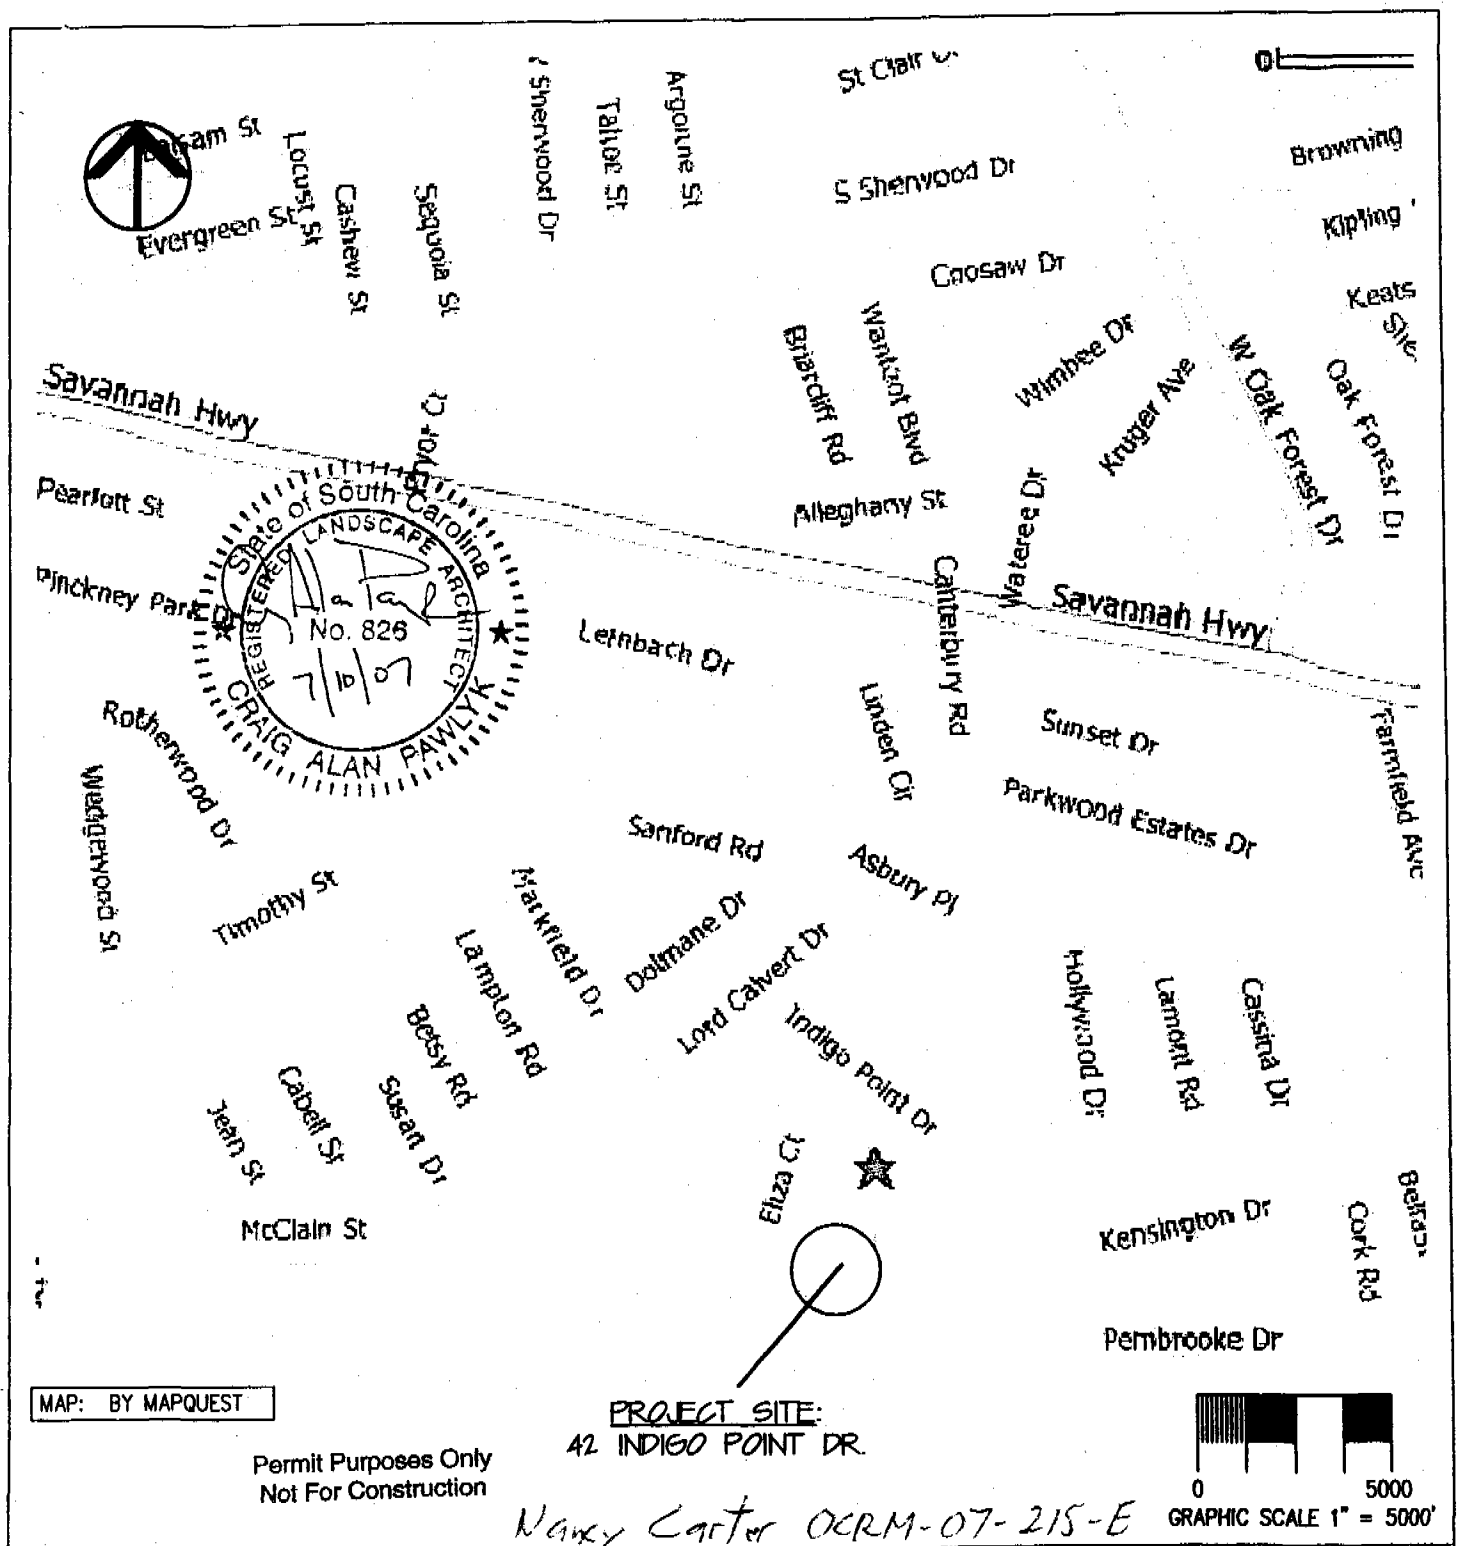 St Clair
Sherwood Dr
Argonne St
Balsam St
Locust St
Browning
S Sherwood Dr
Cashew St
Sequoia St
Kipling
Evergreen St
Coosaw Dr
Keats
Wantoot Blvd
Briarcliff Rd
Wimbee Dr
Kruger Ave
W Oak Forest Dr
Oak Forest Dr
Savannah Hwy
Pearlott St
State of South Carolina
REGISTERED LANDSCAPE ARCHITECT
No. 826
7/10/07
CRAIG ALAN PAWLYK
Alleghany St
Wateree Dr
Canterbury Rd
Savannah Hwy
Pinckney Park Dr
Leinbach Dr
Rotherwood Dr
Linden Cir
Sunset Dr
Farmfield Ave
Wedgewood St
Parkwood Estates Dr
Sanford Rd
Asbury Pl
Timothy St
Markfield Dr
Dolmane Dr
Lord Calvert Dr
Lampton Rd
Hollywood Dr
Lamont Rd
Cassina Dr
Betsy Rd
Indigo Point Dr
Cabell St
Susan Dr
Jean St
Eliza Ct
McClain St
Kensington Dr
Cork Rd
Pembrooke Dr
MAP: BY MAPQUEST
PROJECT SITE:
42 INDIGO POINT DR.
Permit Purposes Only
Not For Construction
0 5000
GRAPHIC SCALE 1" = 5000'
Nancy Carter OCRM-07-215-E